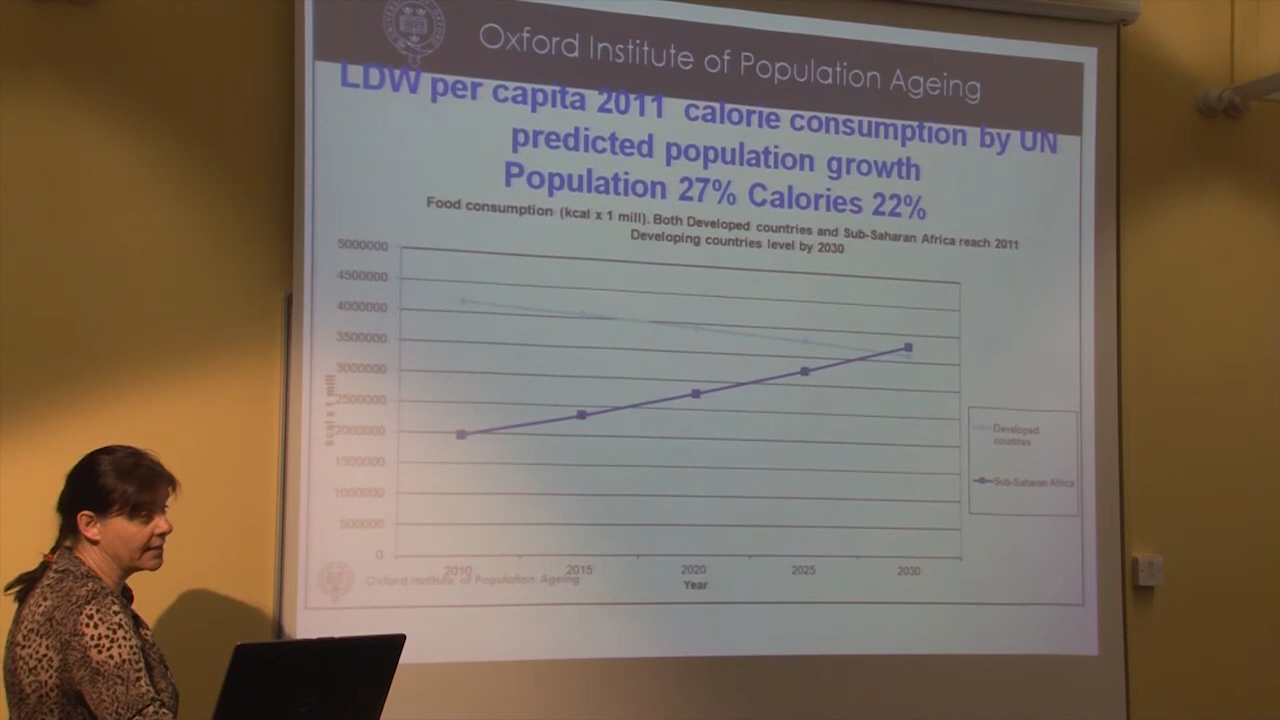 Oxford Institute of Population Ageing
LDW per capita 2011 calorie consumption by UN
predicted population growth
Population 27% Calories 22%
Food consumption (kcal x 1 mill). Both Developed countries and Sub-Saharan Africa reach 2011
Developing countries level by 2030
5000000
4500000
4000000
3500000
3000000
2500000
2000000
1500000
1000000
500000
0
kcal x 1 mill
2010 2015 2020 2025 2030
Year
Developed
countries
Sub-Saharan Africa
Oxford Institute of Population Ageing